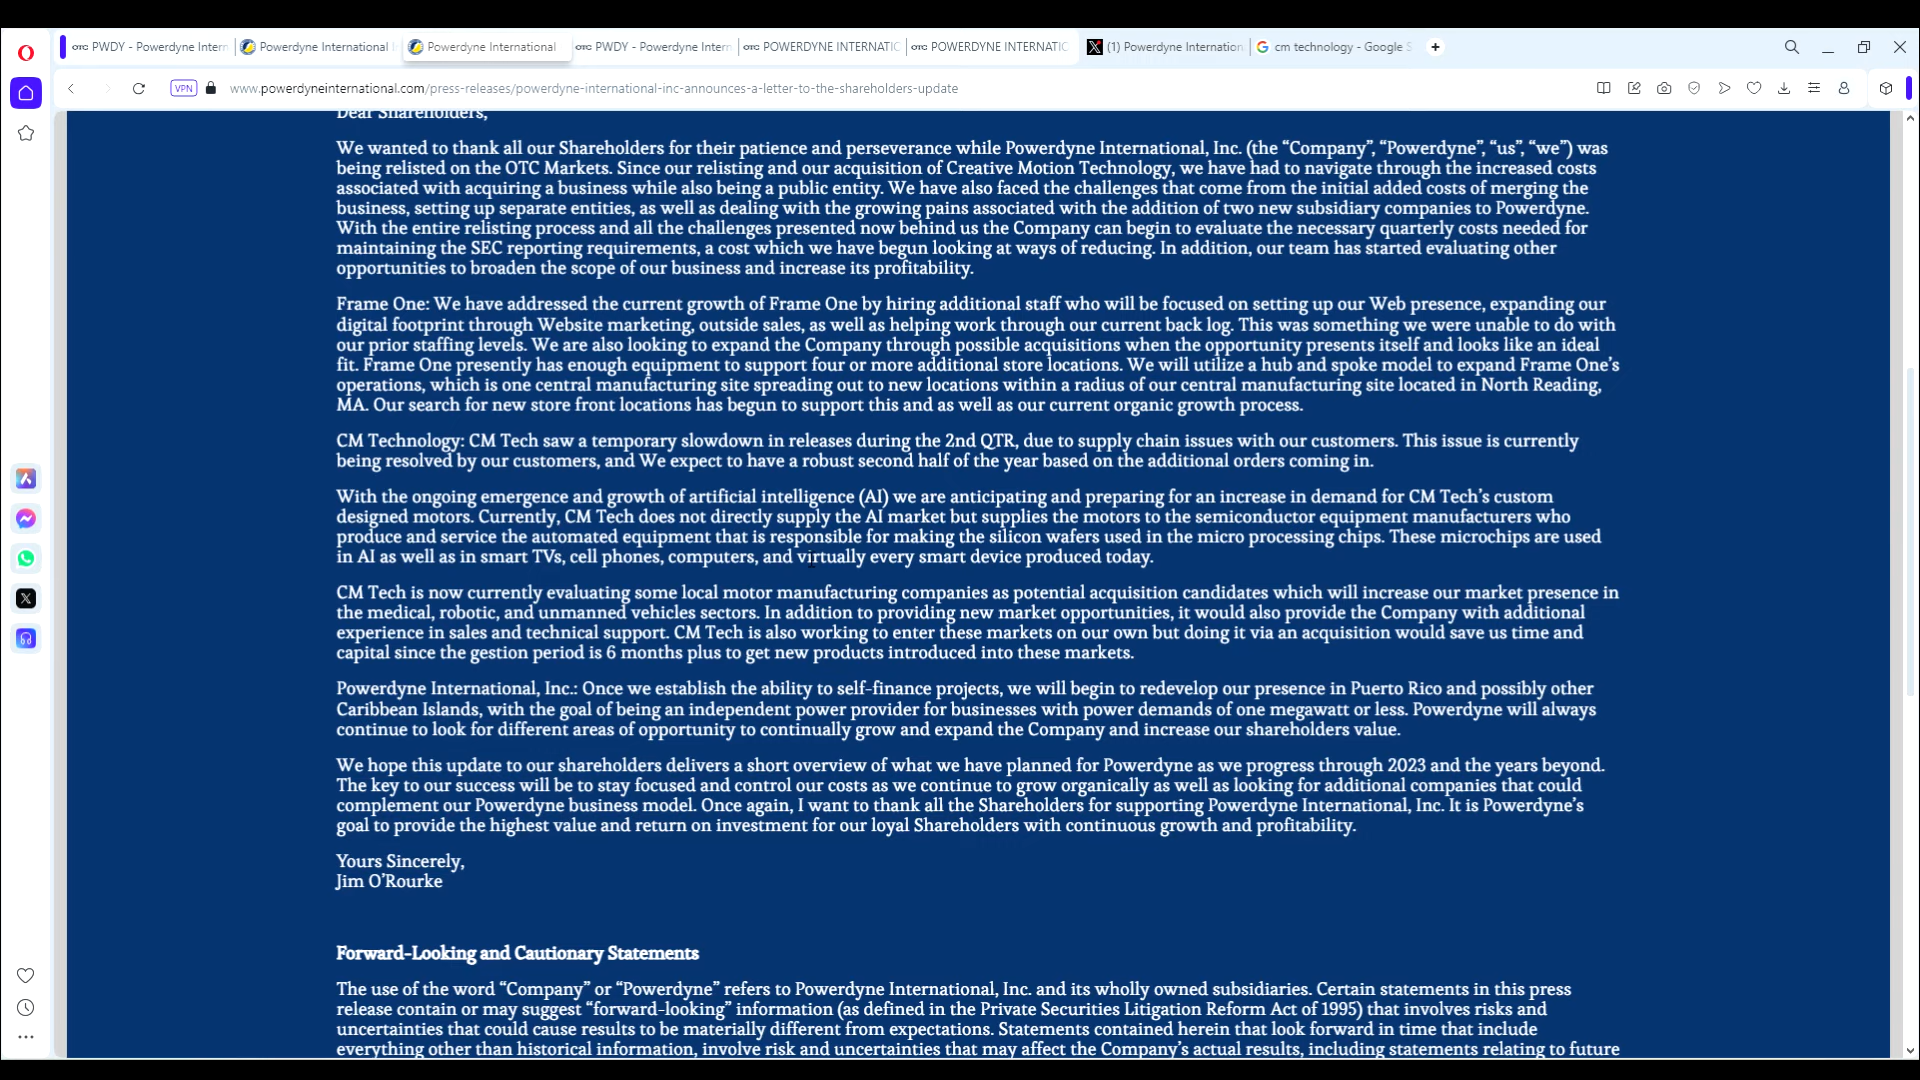 PWDY - Powerdyne Intern
Powerdyne International
Powerdyne International
PWDY - Powerdyne Intern
POWERDYNE INTERNATIC
POWERDYNE INTERNATIC
(1) Powerdyne Internation
cm technology - Google S
VPN
www.powerdyneinternational.com/press-releases/powerdyne-international-inc-announces-a-letter-to-the-shareholders-update
Dear Shareholders,
We wanted to thank all our Shareholders for their patience and perseverance while Powerdyne International, Inc. (the “Company”, “Powerdyne”, “us”, “we”) was
being relisted on the OTC Markets. Since our relisting and our acquisition of Creative Motion Technology, we have had to navigate through the increased costs
associated with acquiring a business while also being a public entity. We have also faced the challenges that come from the initial added costs of merging the
business, setting up separate entities, as well as dealing with the growing pains associated with the addition of two new subsidiary companies to Powerdyne.
With the entire relisting process and all the challenges presented now behind us the Company can begin to evaluate the necessary quarterly costs needed for
maintaining the SEC reporting requirements, a cost which we have begun looking at ways of reducing. In addition, our team has started evaluating other
opportunities to broaden the scope of our business and increase its profitability.
Frame One: We have addressed the current growth of Frame One by hiring additional staff who will be focused on setting up our Web presence, expanding our
digital footprint through Website marketing, outside sales, as well as helping work through our current back log. This was something we were unable to do with
our prior staffing levels. We are also looking to expand the Company through possible acquisitions when the opportunity presents itself and looks like an ideal
fit. Frame One presently has enough equipment to support four or more additional store locations. We will utilize a hub and spoke model to expand Frame One’s
operations, which is one central manufacturing site spreading out to new locations within a radius of our central manufacturing site located in North Reading,
MA. Our search for new store front locations has begun to support this and as well as our current organic growth process.
CM Technology: CM Tech saw a temporary slowdown in releases during the 2nd QTR, due to supply chain issues with our customers. This issue is currently
being resolved by our customers, and We expect to have a robust second half of the year based on the additional orders coming in.
With the ongoing emergence and growth of artificial intelligence (AI) we are anticipating and preparing for an increase in demand for CM Tech’s custom
designed motors. Currently, CM Tech does not directly supply the AI market but supplies the motors to the semiconductor equipment manufacturers who
produce and service the automated equipment that is responsible for making the silicon wafers used in the micro processing chips. These microchips are used
in AI as well as in smart TVs, cell phones, computers, and virtually every smart device produced today.
CM Tech is now currently evaluating some local motor manufacturing companies as potential acquisition candidates which will increase our market presence in
the medical, robotic, and unmanned vehicles sectors. In addition to providing new market opportunities, it would also provide the Company with additional
experience in sales and technical support. CM Tech is also working to enter these markets on our own but doing it via an acquisition would save us time and
capital since the gestion period is 6 months plus to get new products introduced into these markets.
Powerdyne International, Inc.: Once we establish the ability to self-finance projects, we will begin to redevelop our presence in Puerto Rico and possibly other
Caribbean Islands, with the goal of being an independent power provider for businesses with power demands of one megawatt or less. Powerdyne will always
continue to look for different areas of opportunity to continually grow and expand the Company and increase our shareholders value.
We hope this update to our shareholders delivers a short overview of what we have planned for Powerdyne as we progress through 2023 and the years beyond.
The key to our success will be to stay focused and control our costs as we continue to grow organically as well as looking for additional companies that could
complement our Powerdyne business model. Once again, I want to thank all the Shareholders for supporting Powerdyne International, Inc. It is Powerdyne’s
goal to provide the highest value and return on investment for our loyal Shareholders with continuous growth and profitability.
Yours Sincerely,
Jim O’Rourke
Forward-Looking and Cautionary Statements
The use of the word “Company” or “Powerdyne” refers to Powerdyne International, Inc. and its wholly owned subsidiaries. Certain statements in this press
release contain or may suggest “forward-looking” information (as defined in the Private Securities Litigation Reform Act of 1995) that involves risks and
uncertainties that could cause results to be materially different from expectations. Statements contained herein that look forward in time that include
everything other than historical information, involve risk and uncertainties that may affect the Company’s actual results, including statements relating to future